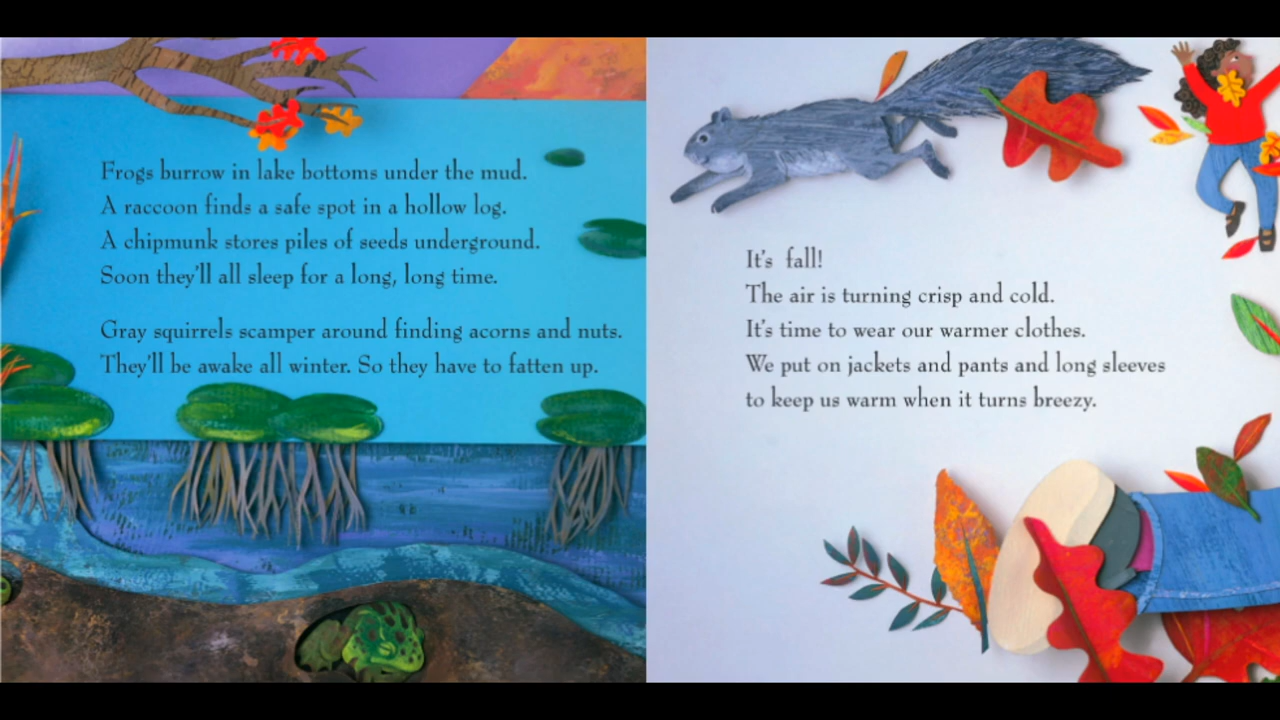 Frogs burrow in lake bottoms under the mud.
A raccoon finds a safe spot in a hollow log.
A chipmunk stores piles of seeds underground.
Soon they'll all sleep for a long, long time.
Gray squirrels scamper around finding acorns and nuts.
They'll be awake all winter. So they have to fatten up.
It's fall!
The air is turning crisp and cold.
It's time to wear our warmer clothes.
We put on jackets and pants and long sleeves
to keep us warm when it turns breezy.